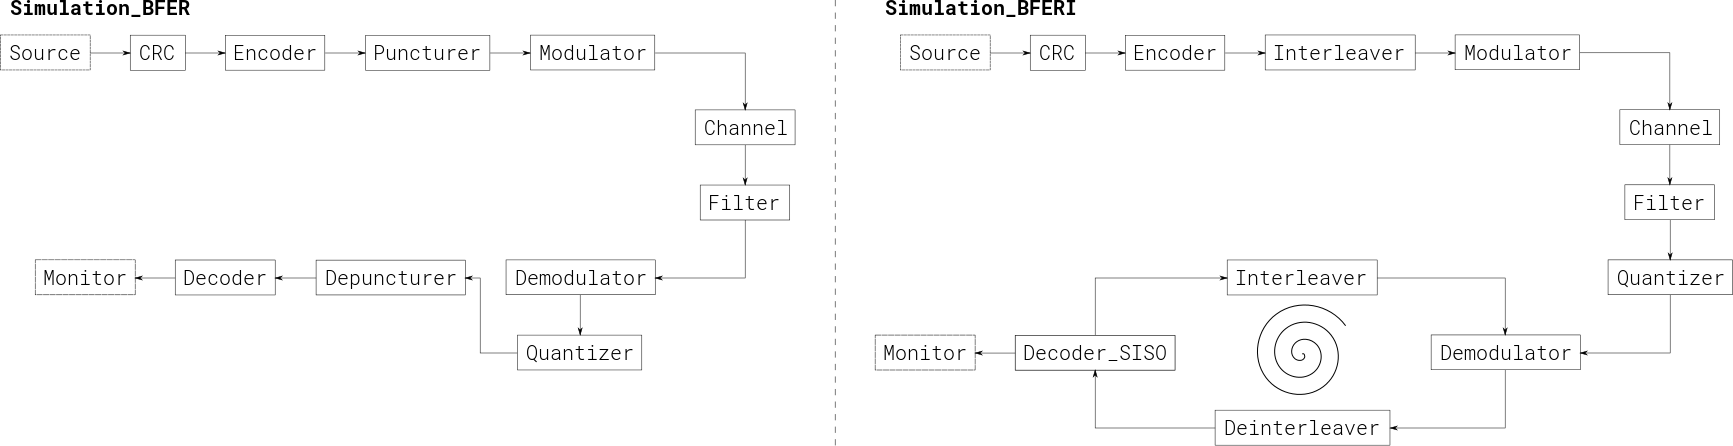 Simulation_BFER
Source
CRC
Encoder
Puncturer
Modulator
Channel
Filter
Demodulator
Quantizer
Depuncturer
Decoder
Monitor
Simulation_BFERI
Source
CRC
Encoder
Interleaver
Modulator
Channel
Filter
Quantizer
Demodulator
Deinterleaver
Decoder_SISO
Interleaver
Monitor